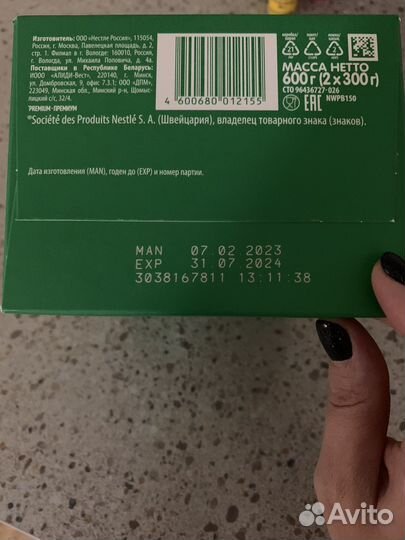 Изготовитель: ООО «Нестле Россия», 115054,
Россия, г. Москва, Павелецкая площадь, д. 2,
стр. 1. Филиал в г. Вологде: 160010, Россия,
г. Вологда, ул. Михаила Поповича, д. 4а.
Поставщики в Республике Беларусь:
ИООО «АЛИДИ-Вест», 220140, г. Минск,
ул. Домбровская, 9, офис 7.3.1: ООО «ДПМ»,
223049, Минская обл., Минский р-н, Щомыс-
лицкий с/с, 32/4.
PREMIUM-ПРЕМИУМ
4 600680 012155
21
PAP
2
МАССА НЕТТО
600 г (2 x 300 г)
СТО 96436727-026
EAC NWPB150
®Société des Produits Nestlé S. A. (Швейцария), владелец товарного знака (знаков).
Дата изготовления (MAN), годен до (EXP) и номер партии.
MAN 07.02.2023
EXP 31.07.2024
3038167811 13:11:38
Avito